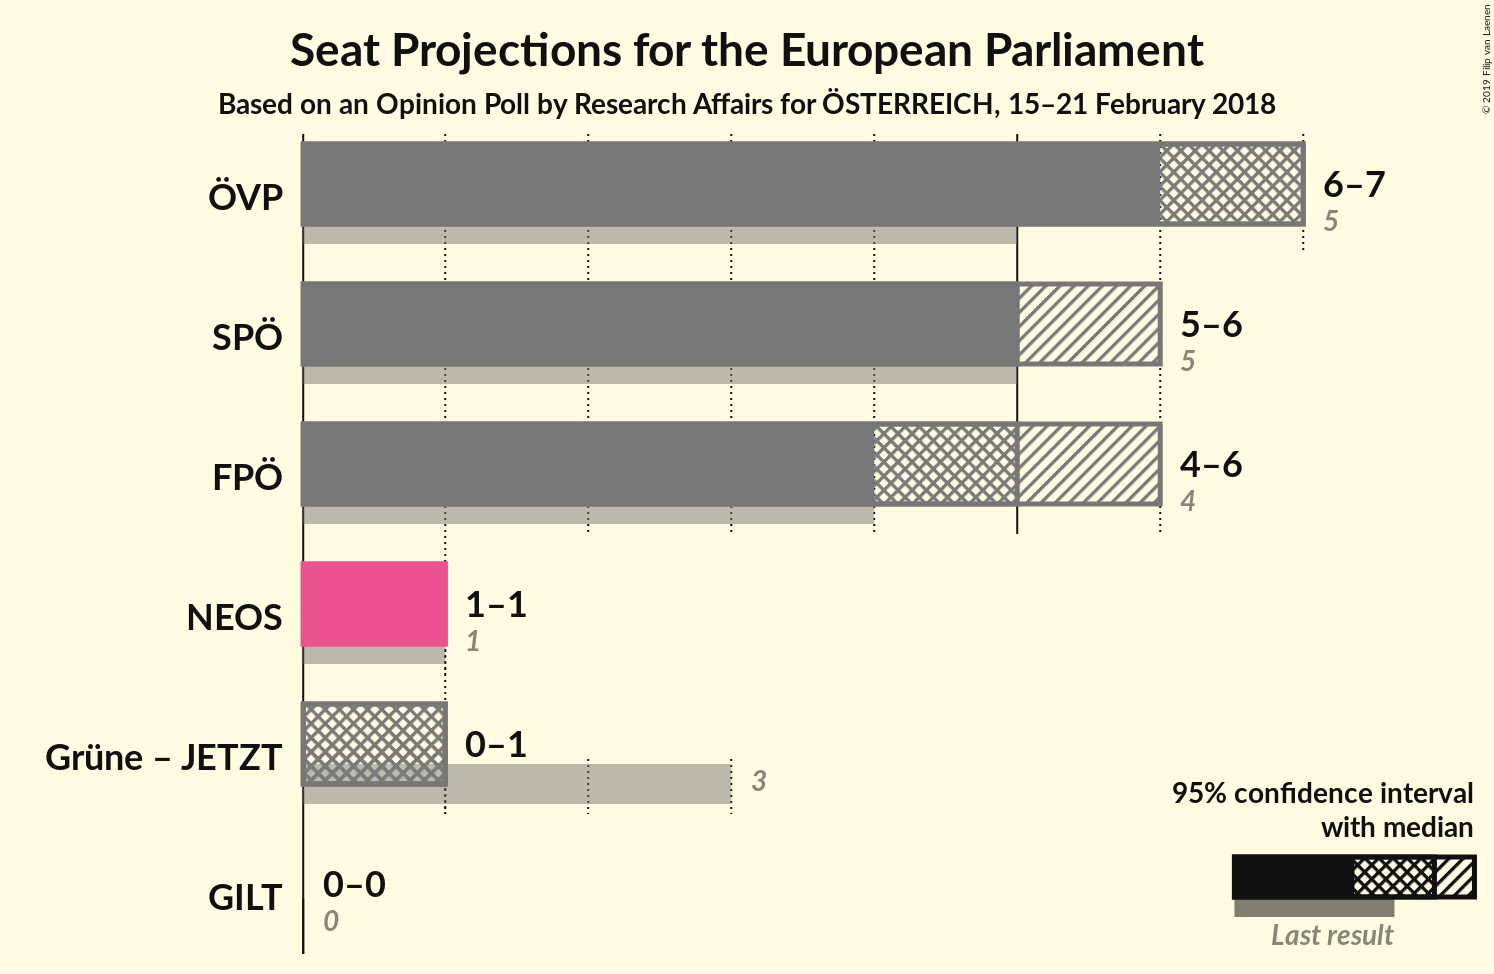 Seat Projections for the European Parliament
Based on an Opinion Poll by Research Affairs for ÖSTERREICH, 15–21 February 2018
© 2019 Filip van Laenen
ÖVP
6–7
5
SPÖ
5–6
5
FPÖ
4–6
4
NEOS
1–1
1
Grüne – JETZT
0–1
3
GILT
0–0
0
95% confidence interval
with median
Last result